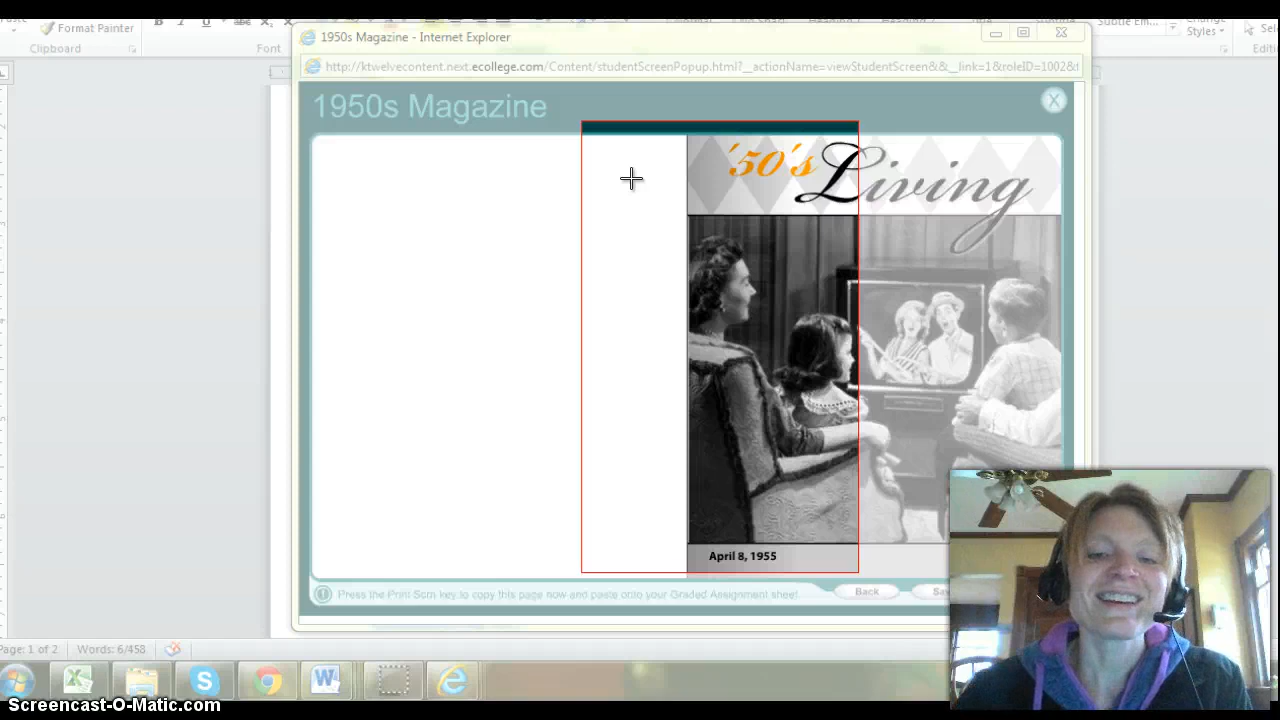 Format Painter
Change
Styles
Clipboard
Font
1950s Magazine - Internet Explorer
http://ktwelvecontent.next.ecollege.com/Content/studentScreenPopup.html?__actionName=viewStudentScreen&&__link=1&roleID=1002&f
1950s Magazine
X
'50's Living
April 8, 1955
Press the Print Scrn key to copy this page now and paste onto your Graded Assignment sheet.
Back
Page: 1 of 2
Words: 6/458
Screencast-O-Matic.com